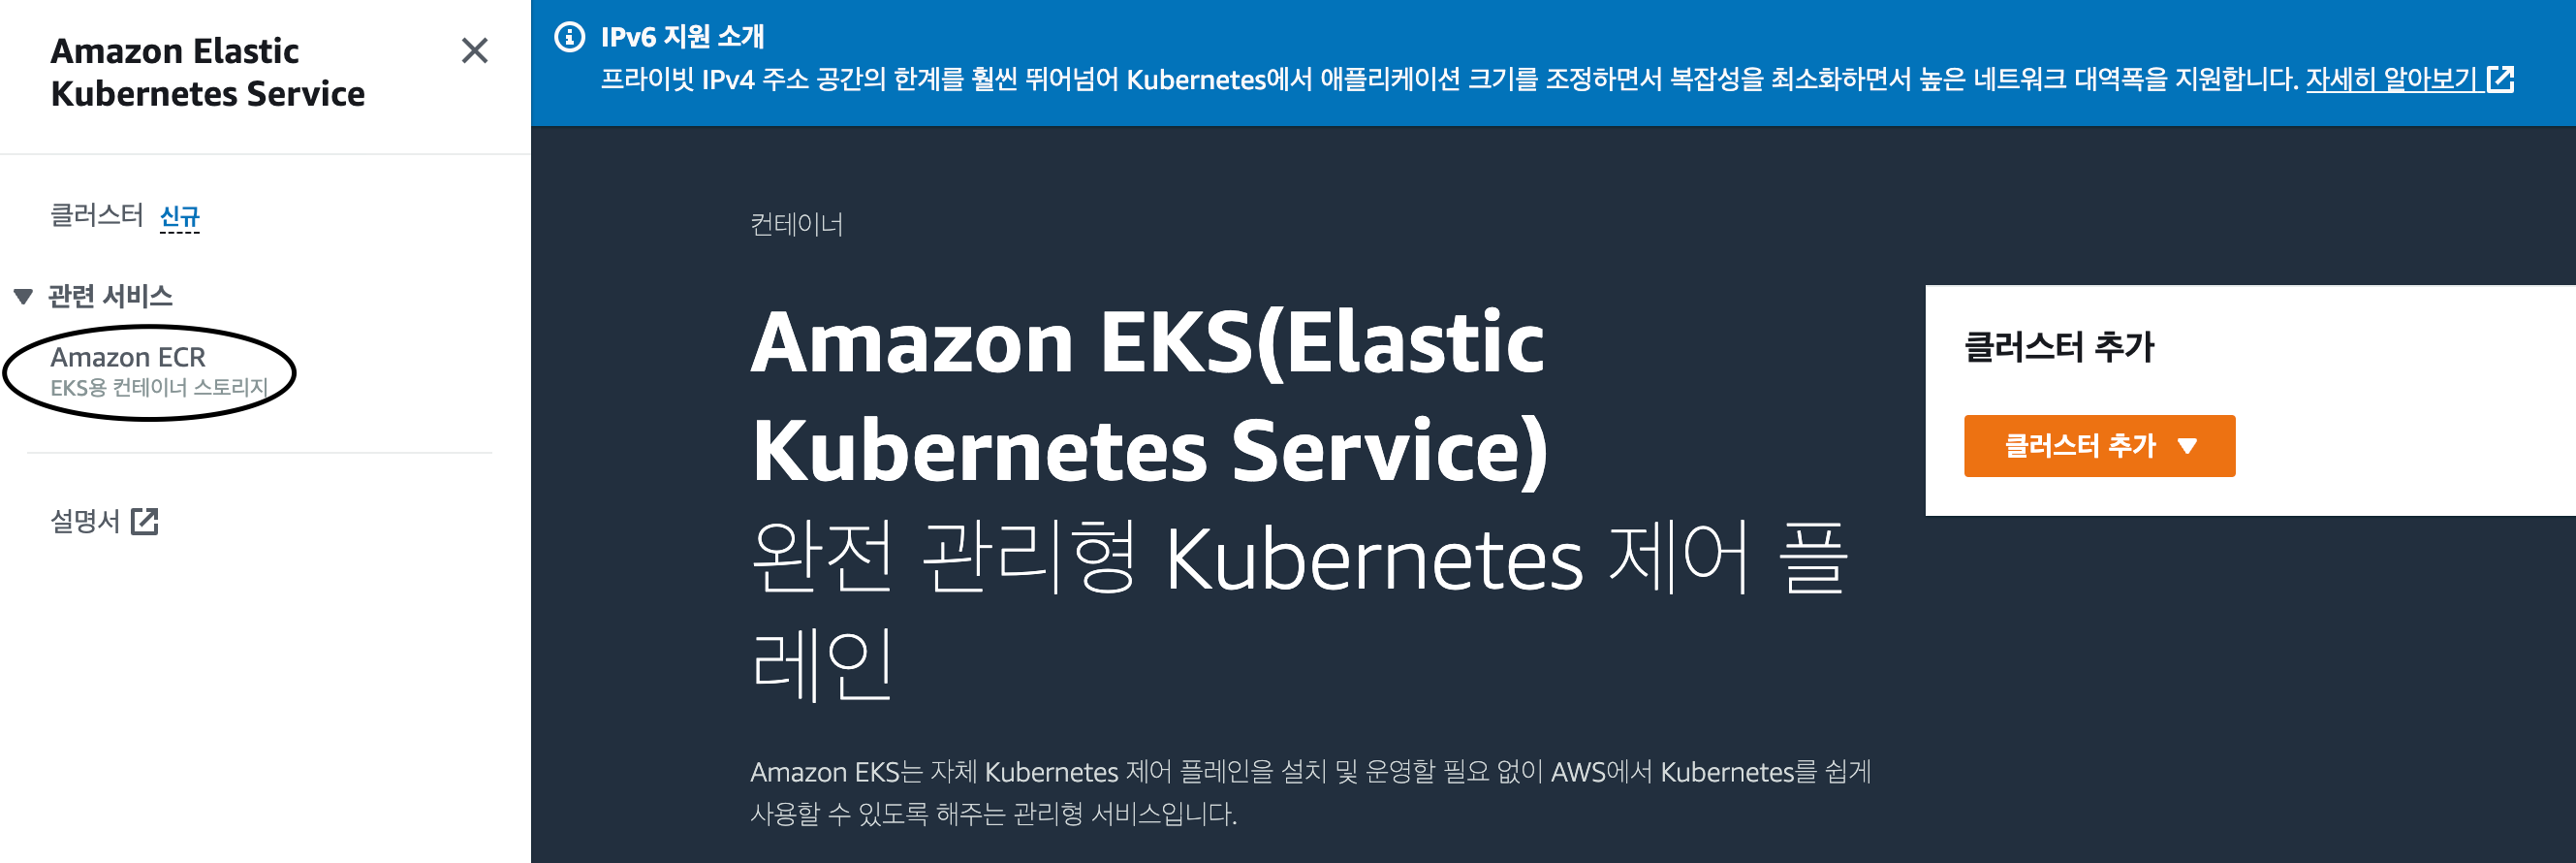 Amazon Elastic
Kubernetes Service
클러스터 신규
관련 서비스
Amazon ECR
EKS용 컨테이너 스토리지
설명서
IPv6 지원 소개
프라이빗 IPv4 주소 공간의 한계를 훨씬 뛰어넘어 Kubernetes에서 애플리케이션 크기를 조정하면서 복잡성을 최소화하면서 높은 네트워크 대역폭을 지원합니다. 자세히 알아보기
컨테이너
Amazon EKS(Elastic
Kubernetes Service)
완전 관리형 Kubernetes 제어 플
레인
Amazon EKS는 자체 Kubernetes 제어 플레인을 설치 및 운영할 필요 없이 AWS에서 Kubernetes를 쉽게
사용할 수 있도록 해주는 관리형 서비스입니다.
클러스터 추가
클러스터 추가